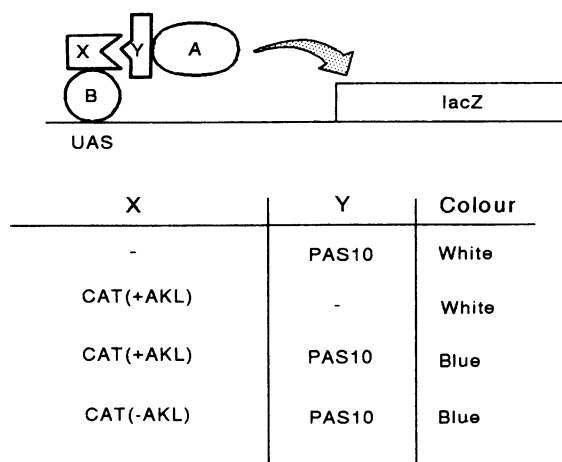 X Y A
B
lacZ
UAS
X Y Colour
- PAS10 White
CAT(+AKL) - White
CAT(+AKL) PAS10 Blue
CAT(-AKL) PAS10 Blue